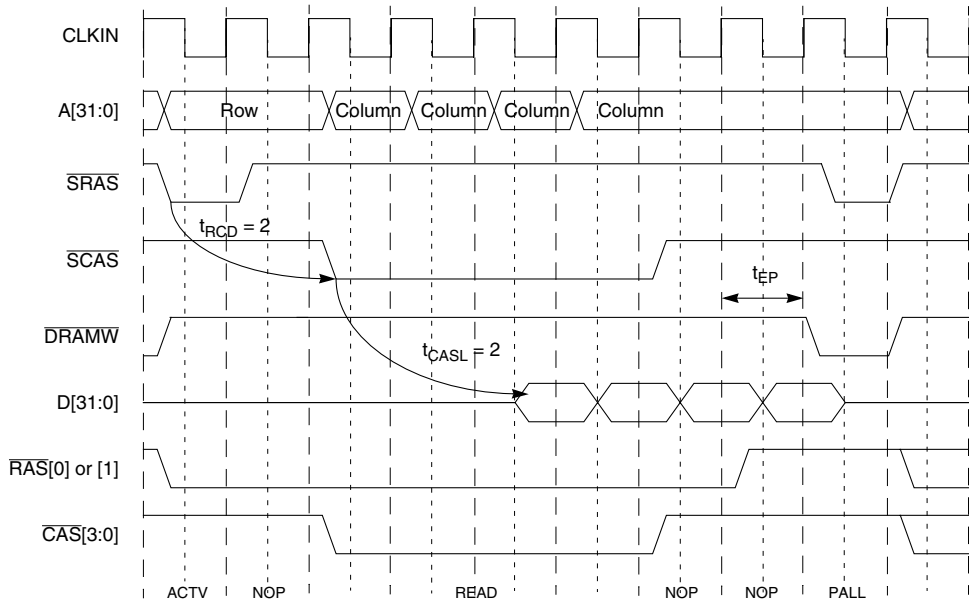 CLKIN
A[31:0] Row Column Column Column Column
SRAS
tRCD = 2
SCAS
tEP
DRAMW
tCASL = 2
D[31:0]
RAS[0] or [1]
CAS[3:0]
ACTV NOP READ NOP NOP PALL